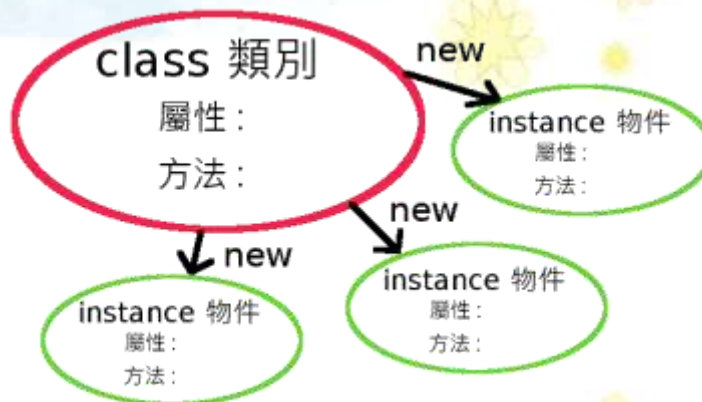 class 類別
屬性 :
方法 :
new
instance 物件
屬性 :
方法 :
new
instance 物件
屬性 :
方法 :
new
instance 物件
屬性 :
方法 :